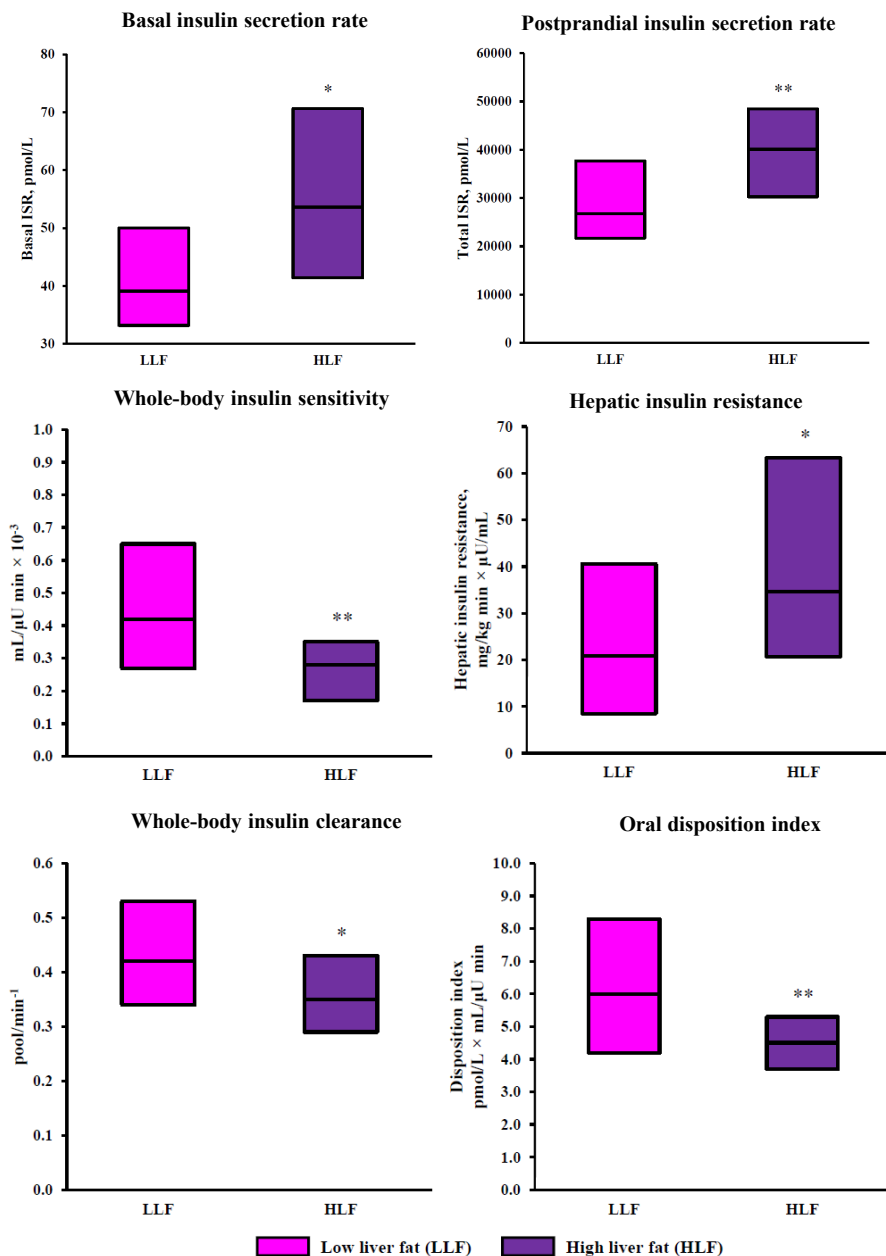 Basal insulin secretion rate
80
70
60
50
40
30
Basal ISR, pmol/L
*
LLF
HLF
Postprandial insulin secretion rate
60000
50000
40000
30000
20000
10000
0
Total ISR, pmol/L
**
LLF
HLF
Whole-body insulin sensitivity
1.0
0.9
0.8
0.7
0.6
0.5
0.4
0.3
0.2
0.1
0.0
mL/µU min × 10⁻³
**
LLF
HLF
Hepatic insulin resistance
70
60
50
40
30
20
10
0
Hepatic insulin resistance,
mg/kg min × µU/mL
*
LLF
HLF
Whole-body insulin clearance
0.6
0.5
0.4
0.3
0.2
0.1
0.0
pool/min⁻¹
*
LLF
HLF
Oral disposition index
10.0
9.0
8.0
7.0
6.0
5.0
4.0
3.0
2.0
1.0
0.0
Disposition index
pmol/L × mL/µU min
**
LLF
HLF
Low liver fat (LLF)
High liver fat (HLF)